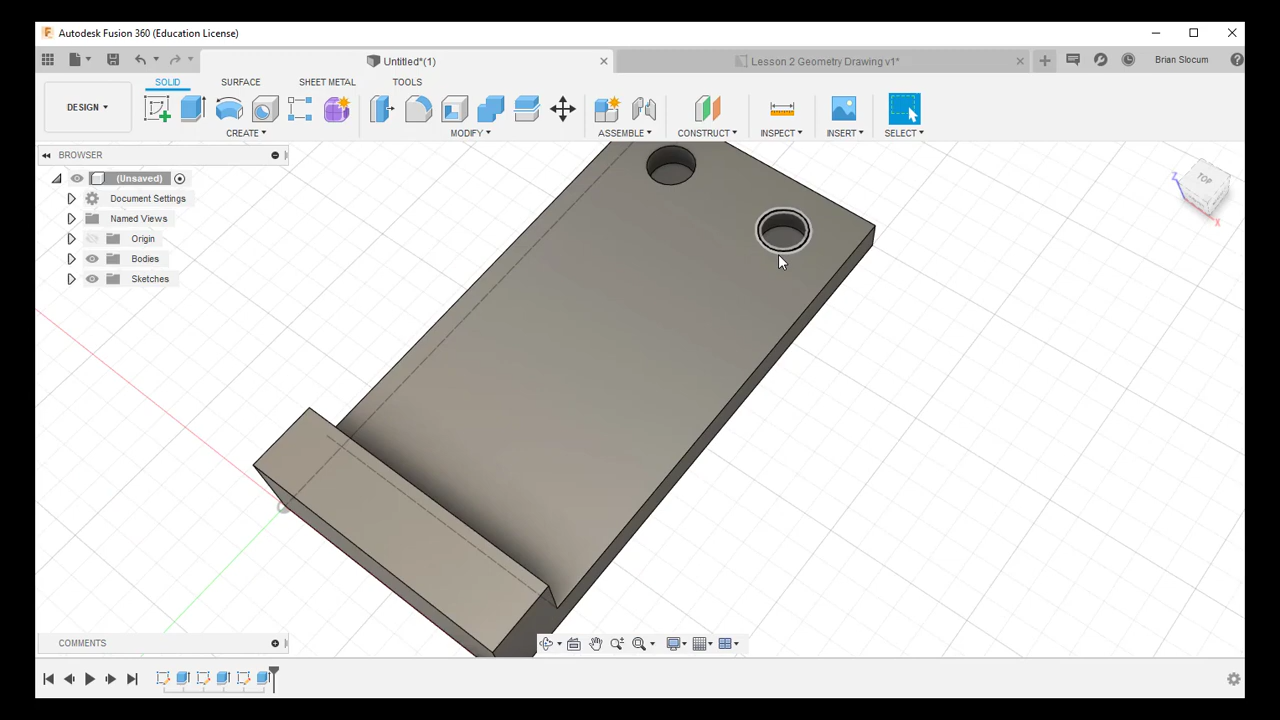 Autodesk Fusion 360 (Education License)
Untitled*(1)
Lesson 2 Geometry Drawing v1*
Brian Slocum
DESIGN
SOLID
SURFACE
SHEET METAL
TOOLS
CREATE
MODIFY
ASSEMBLE
CONSTRUCT
INSPECT
INSERT
SELECT
BROWSER
(Unsaved)
Document Settings
Named Views
Origin
Bodies
Sketches
TOP
Z
X
COMMENTS